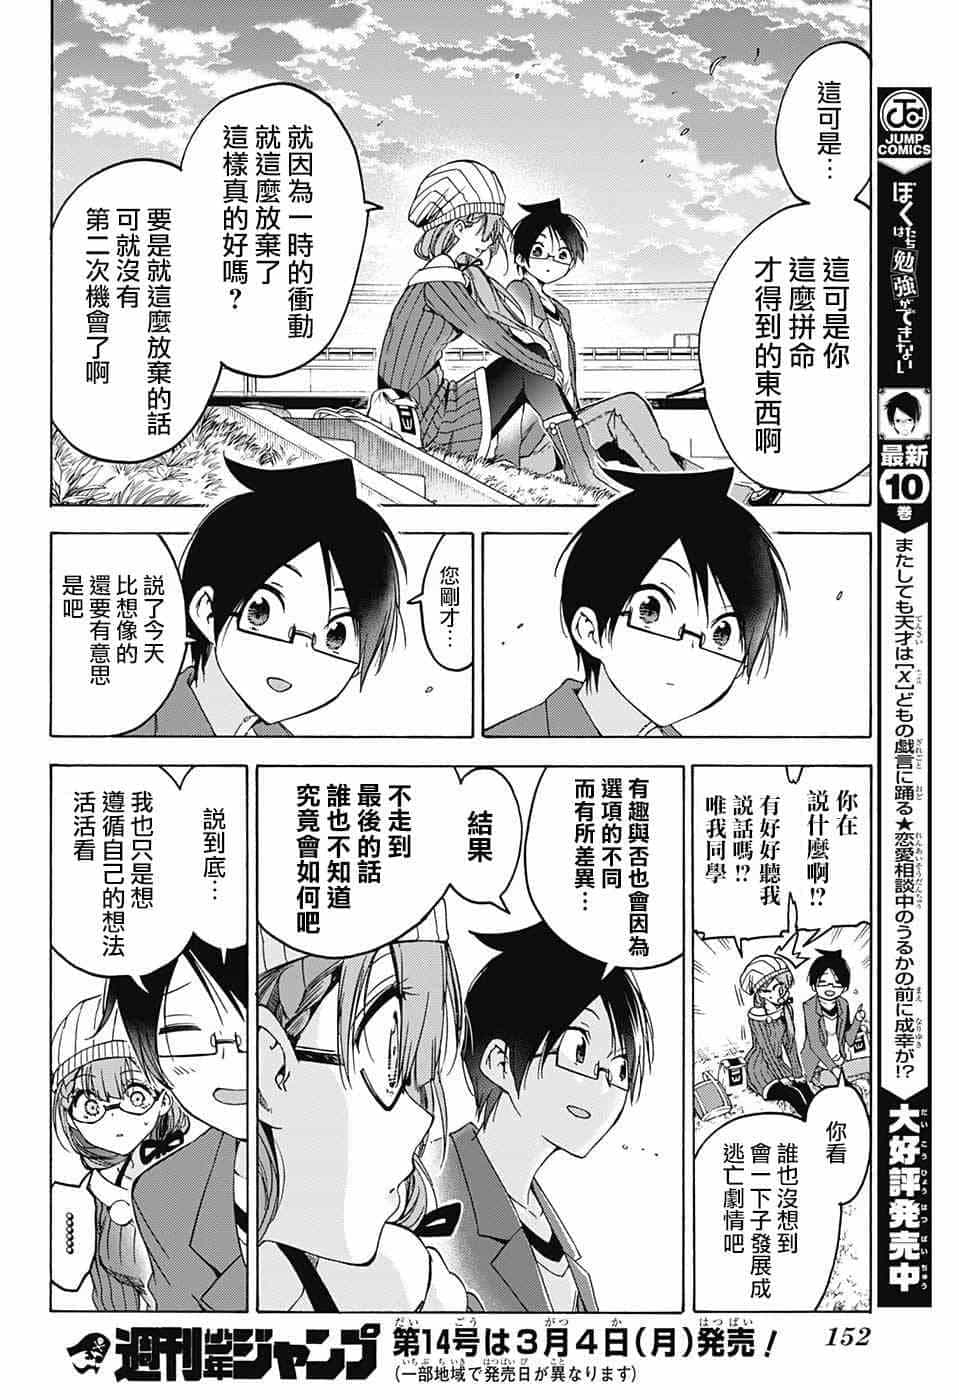 這可是…
這可是你
這麼拼命
才得到的東西啊
就因為一時的衝動
就這麼放棄了
這樣真的好嗎?
要是就這麼放棄的話
可就沒有
第二次機會了啊
您剛才…
説了今天
比想像的
還要有意思
是吧
你在
説什麼啊!?
有好好聽我
説話嗎!?
唯我同學
你看
誰也沒想到
會一下子發展成
逃亡劇情吧
有趣與否也會因為
選項的不同
而有所差異…
結果
不走到
最後的話
誰也不知道
究竟會如何吧
説到底…
我也只是想
遵循自己的想法
活活看
…………
JUMP
COMICS
ぼくたちは勉強ができない
最新
10
巻
またしても天才は[x]どもの戯言に踊る★恋愛相談中のうるかの前に成幸が!?
大好評発売中
152
週刊少年ジャンプ 第14号は3月4日(月)発売!
(一部地域で発売日が異なります)